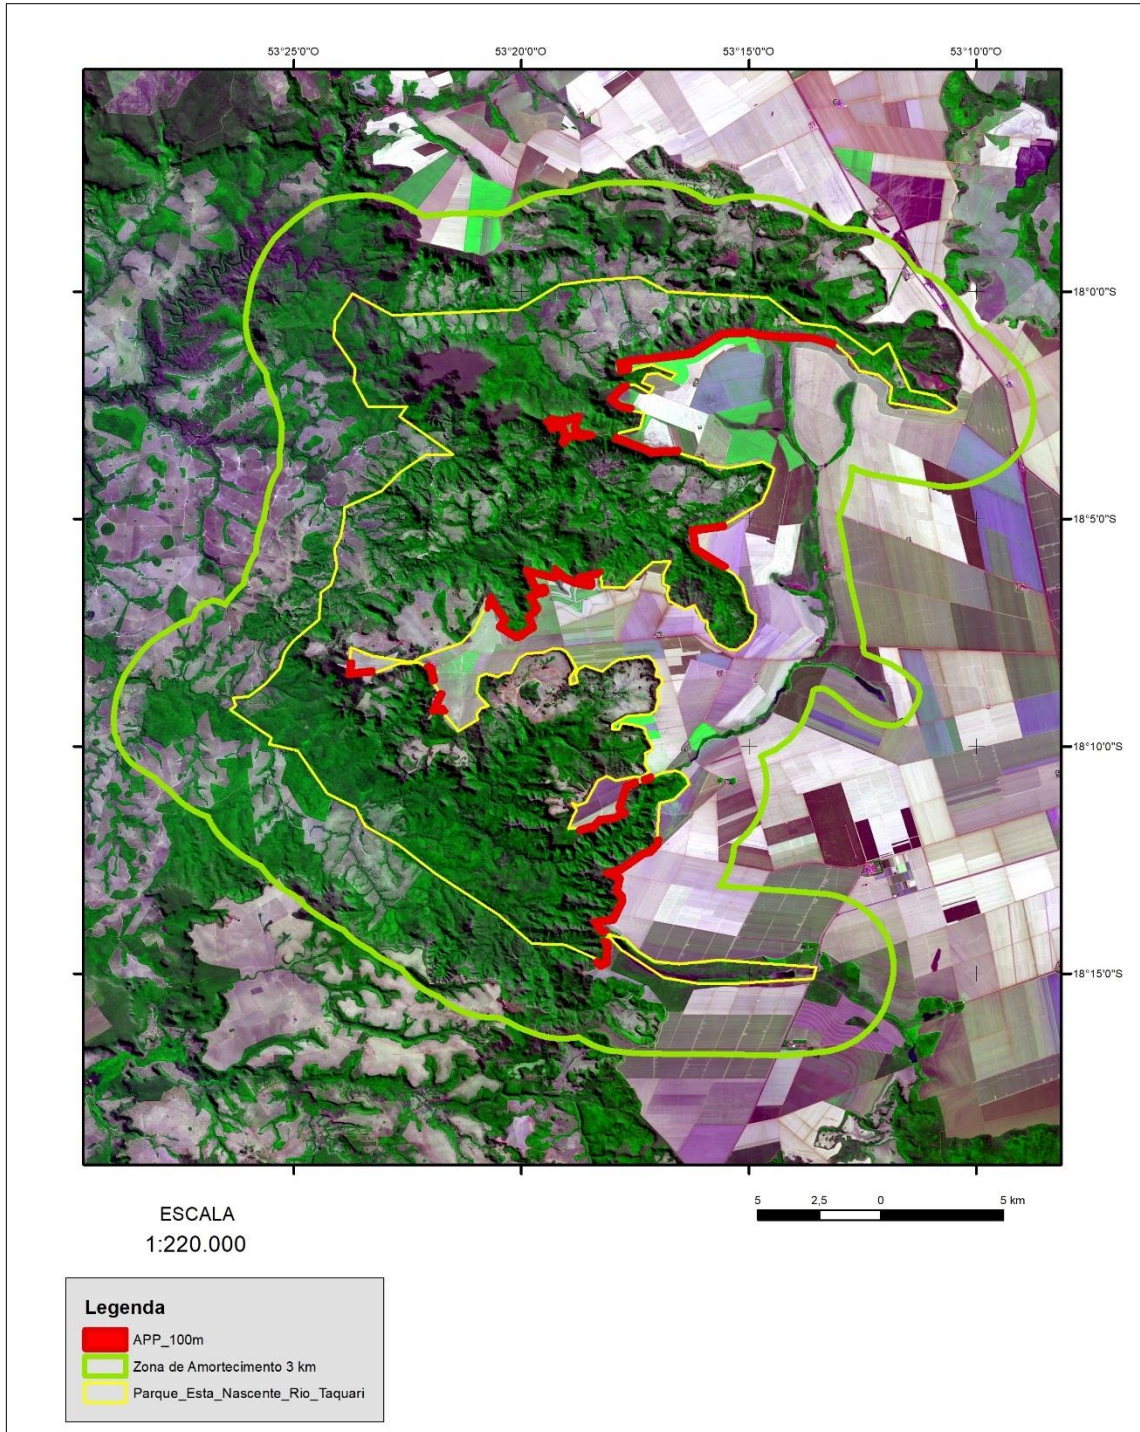 53°25'0"O 53°20'0"O 53°15'0"O 53°10'0"O
18°0'0"S
18°5'0"S
18°10'0"S
18°15'0"S
ESCALA
1:220.000
5 2,5 0 5 km
Legenda
APP_100m
Zona de Amortecimento 3 km
Parque_Esta_Nascente_Rio_Taquari